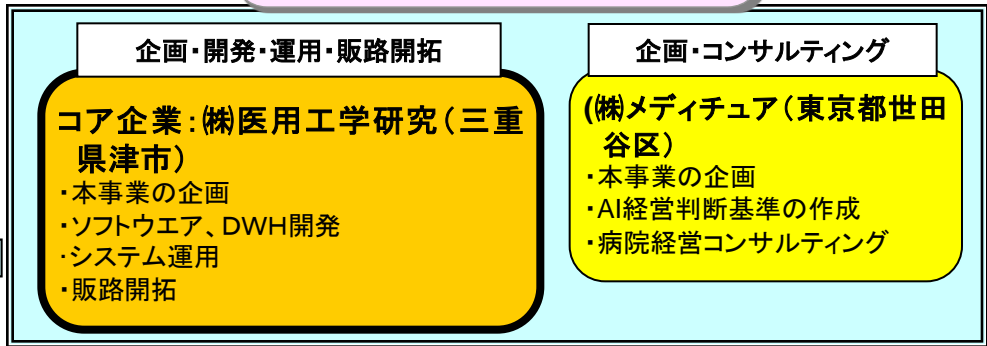 企画・開発・運用・販路開拓
コア企業：㈱医用工学研究（三重
県津市）
・本事業の企画
・ソフトウエア、DWH開発
・システム運用
・販路開拓
企画・コンサルティング
(㈱メディチュア（東京都世田
谷区）
・本事業の企画
・AI経営判断基準の作成
・病院経営コンサルティング